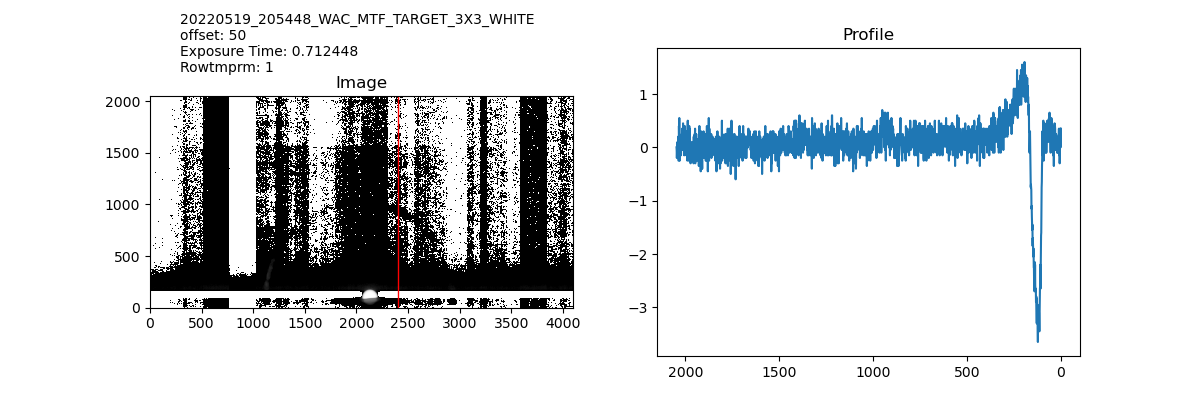 20220519_205448_WAC_MTF_TARGET_3X3_WHITE
offset: 50
Exposure Time: 0.712448
Rowtmprm: 1
Image
2000
1500
1000
500
0
0 500 1000 1500 2000 2500 3000 3500 4000
Profile
1
0
−1
−2
−3
2000 1500 1000 500 0